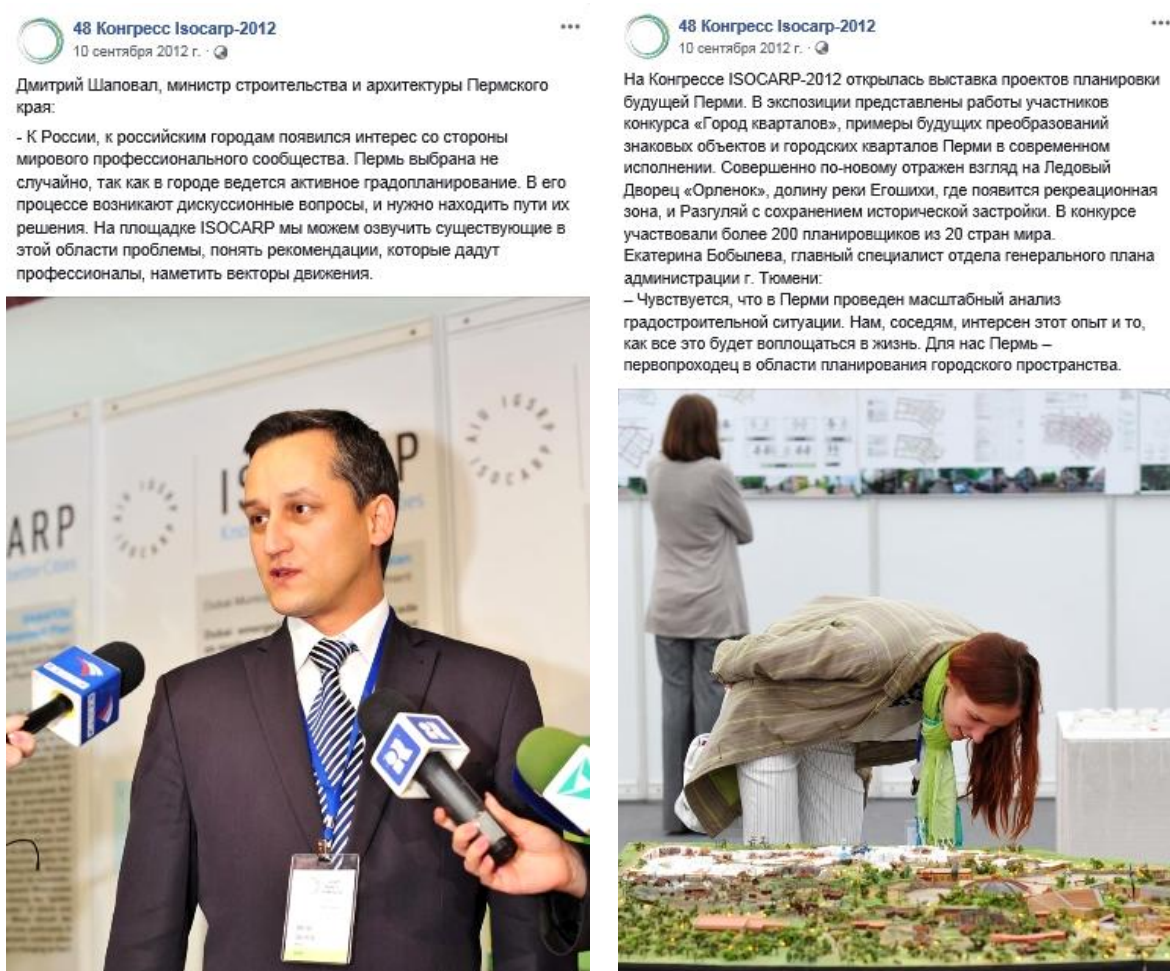 48 Конгресс Isocarp-2012
10 сентября 2012 г.
Дмитрий Шаповал, министр строительства и архитектуры Пермского
края:
- К России, к российским городам появился интерес со стороны
мирового профессионального сообщества. Пермь выбрана не
случайно, так как в городе ведется активное градопланирование. В его
процессе возникают дискуссионные вопросы, и нужно находить пути их
решения. На площадке ISOCARP мы можем озвучить существующие в
этой области проблемы, понять рекомендации, которые дадут
профессионалы, наметить векторы движения.
ARP
AIU IGSRP ISOCARP
IS
P
AIU IGSRP
ISOCARP
48 Конгресс Isocarp-2012
10 сентября 2012 г.
На Конгрессе ISOCARP-2012 открылась выставка проектов планировки
будущей Перми. В экспозиции представлены работы участников
конкурса «Город кварталов», примеры будущих преобразований
знаковых объектов и городских кварталов Перми в современном
исполнении. Совершенно по-новому отражен взгляд на Ледовый
Дворец «Орленок», долину реки Егошихи, где появится рекреационная
зона, и Разгуляй с сохранением исторической застройки. В конкурсе
участвовали более 200 планировщиков из 20 стран мира.
Екатерина Бобылева, главный специалист отдела генерального плана
администрации г. Тюмени:
– Чувствуется, что в Перми проведен масштабный анализ
градостроительной ситуации. Нам, соседям, интерсен этот опыт и то,
как все это будет воплощаться в жизнь. Для нас Пермь –
первопроходец в области планирования городского пространства.